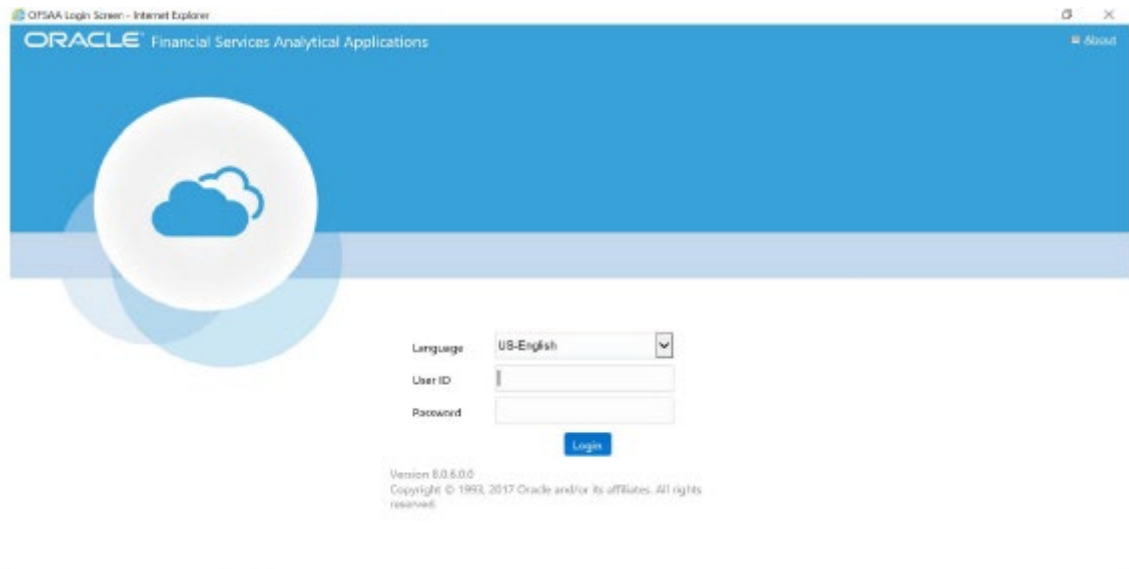 OFSAA Login Screen - Internet Explorer
ORACLE Financial Services Analytical Applications
About
Language US-English
User ID
Password
Login
Version 8.0.6.0.0
Copyright © 1993, 2017 Oracle and/or its affiliates. All rights
reserved.